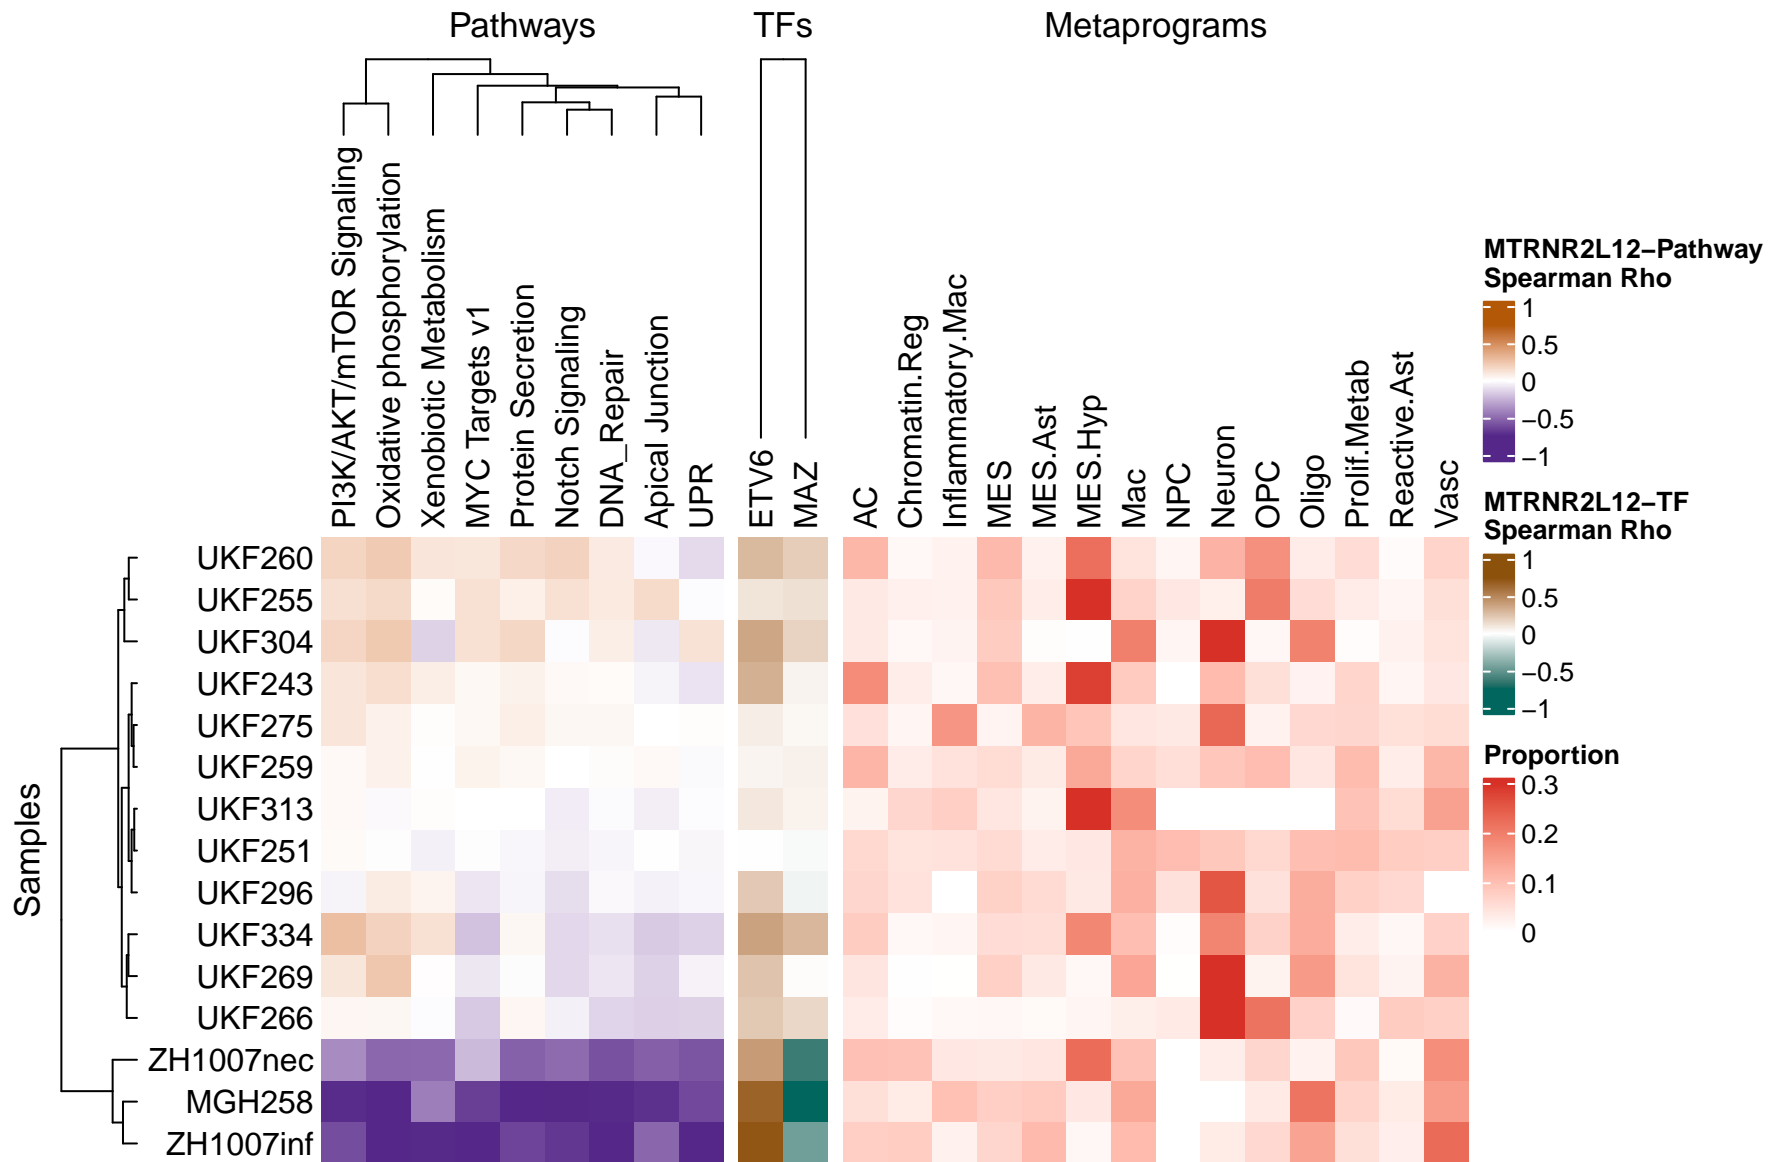 Pathways
TFs
Metaprograms
PI3K/AKT/mTOR Signaling
Oxidative phosphorylation
Xenobiotic Metabolism
MYC Targets v1
Protein Secretion
Notch Signaling
DNA_Repair
Apical Junction
UPR
ETV6
MAZ
AC
Chromatin.Reg
Inflammatory.Mac
MES
MES.Ast
MES.Hyp
Mac
NPC
Neuron
OPC
Oligo
Prolif.Metab
Reactive.Ast
Vasc
Samples
UKF260
UKF255
UKF304
UKF243
UKF275
UKF259
UKF313
UKF251
UKF296
UKF334
UKF269
UKF266
ZH1007nec
MGH258
ZH1007inf
MTRNR2L12−Pathway
Spearman Rho
1
0.5
0
−0.5
−1
MTRNR2L12−TF
Spearman Rho
1
0.5
0
−0.5
−1
Proportion
0.3
0.2
0.1
0